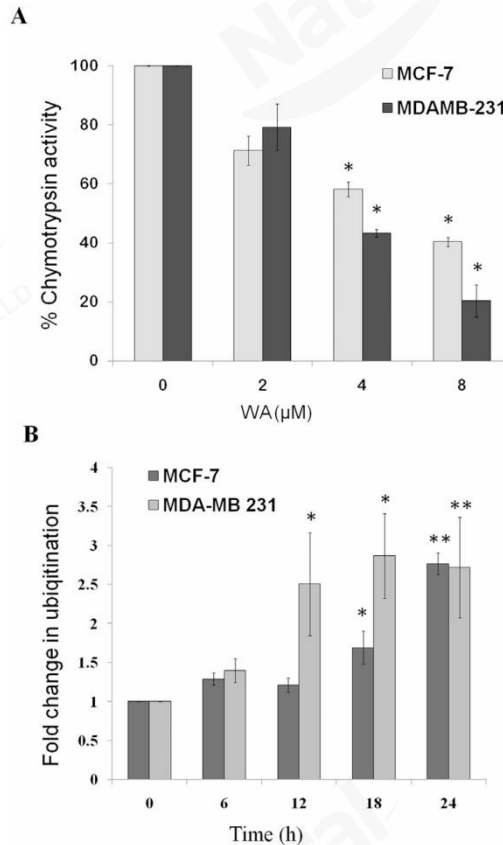 A
MCF-7
MDAMB-231
% Chymotrypsin activity
100
80
60
40
20
0
* * * *
0 2 4 8
WA(µM)
B
MCF-7
MDA-MB 231
Fold change in ubiqitination
4
3.5
3
2.5
2
1.5
1
0.5
0
* * * ** **
0 6 12 18 24
Time (h)